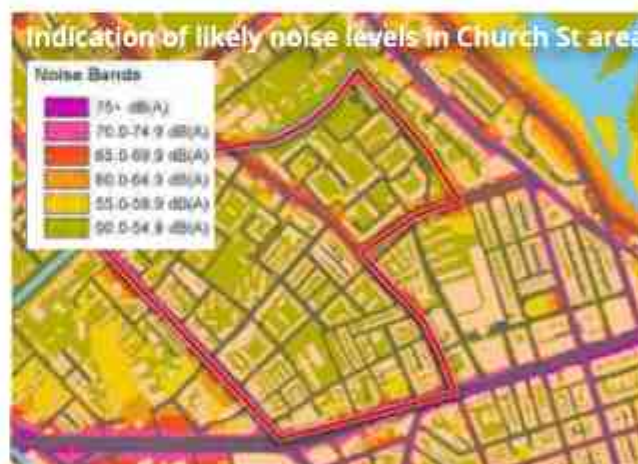 Indication of likely noise levels in Church St area
Noise Bands
75+ dB(A)
70.0-74.9 dB(A)
65.0-69.9 dB(A)
60.0-64.9 dB(A)
55.0-59.9 dB(A)
50.0-54.9 dB(A)